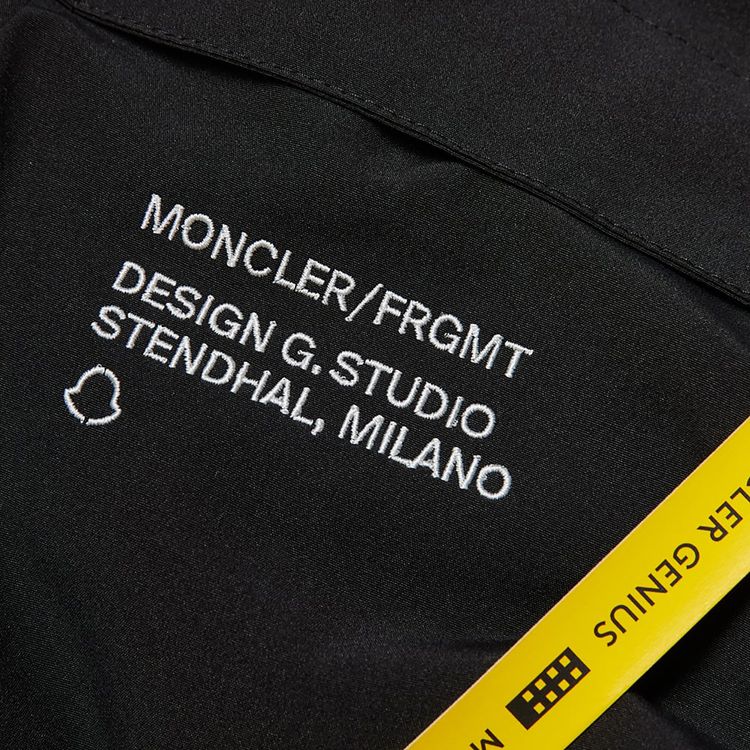 MONCLER/FRGMT
DESIGN G. STUDIO
STENDHAL, MILANO
GENIUS